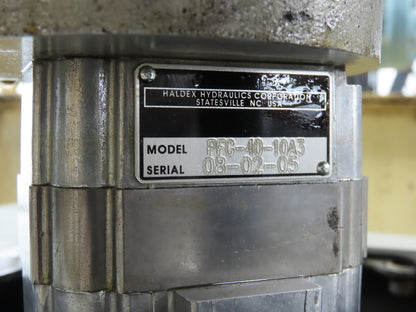 HALDEX HYDRAULICS CORPORATION
STATESVILLE NC USA
MODEL PFG-40-10A3
SERIAL 08-02-05